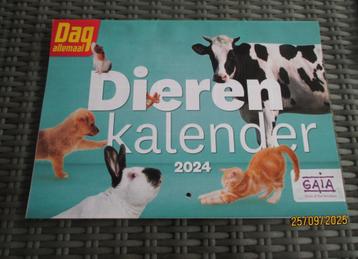 Dag
allemaal
Dieren
kalender
2024
GAIA
25/09/2025